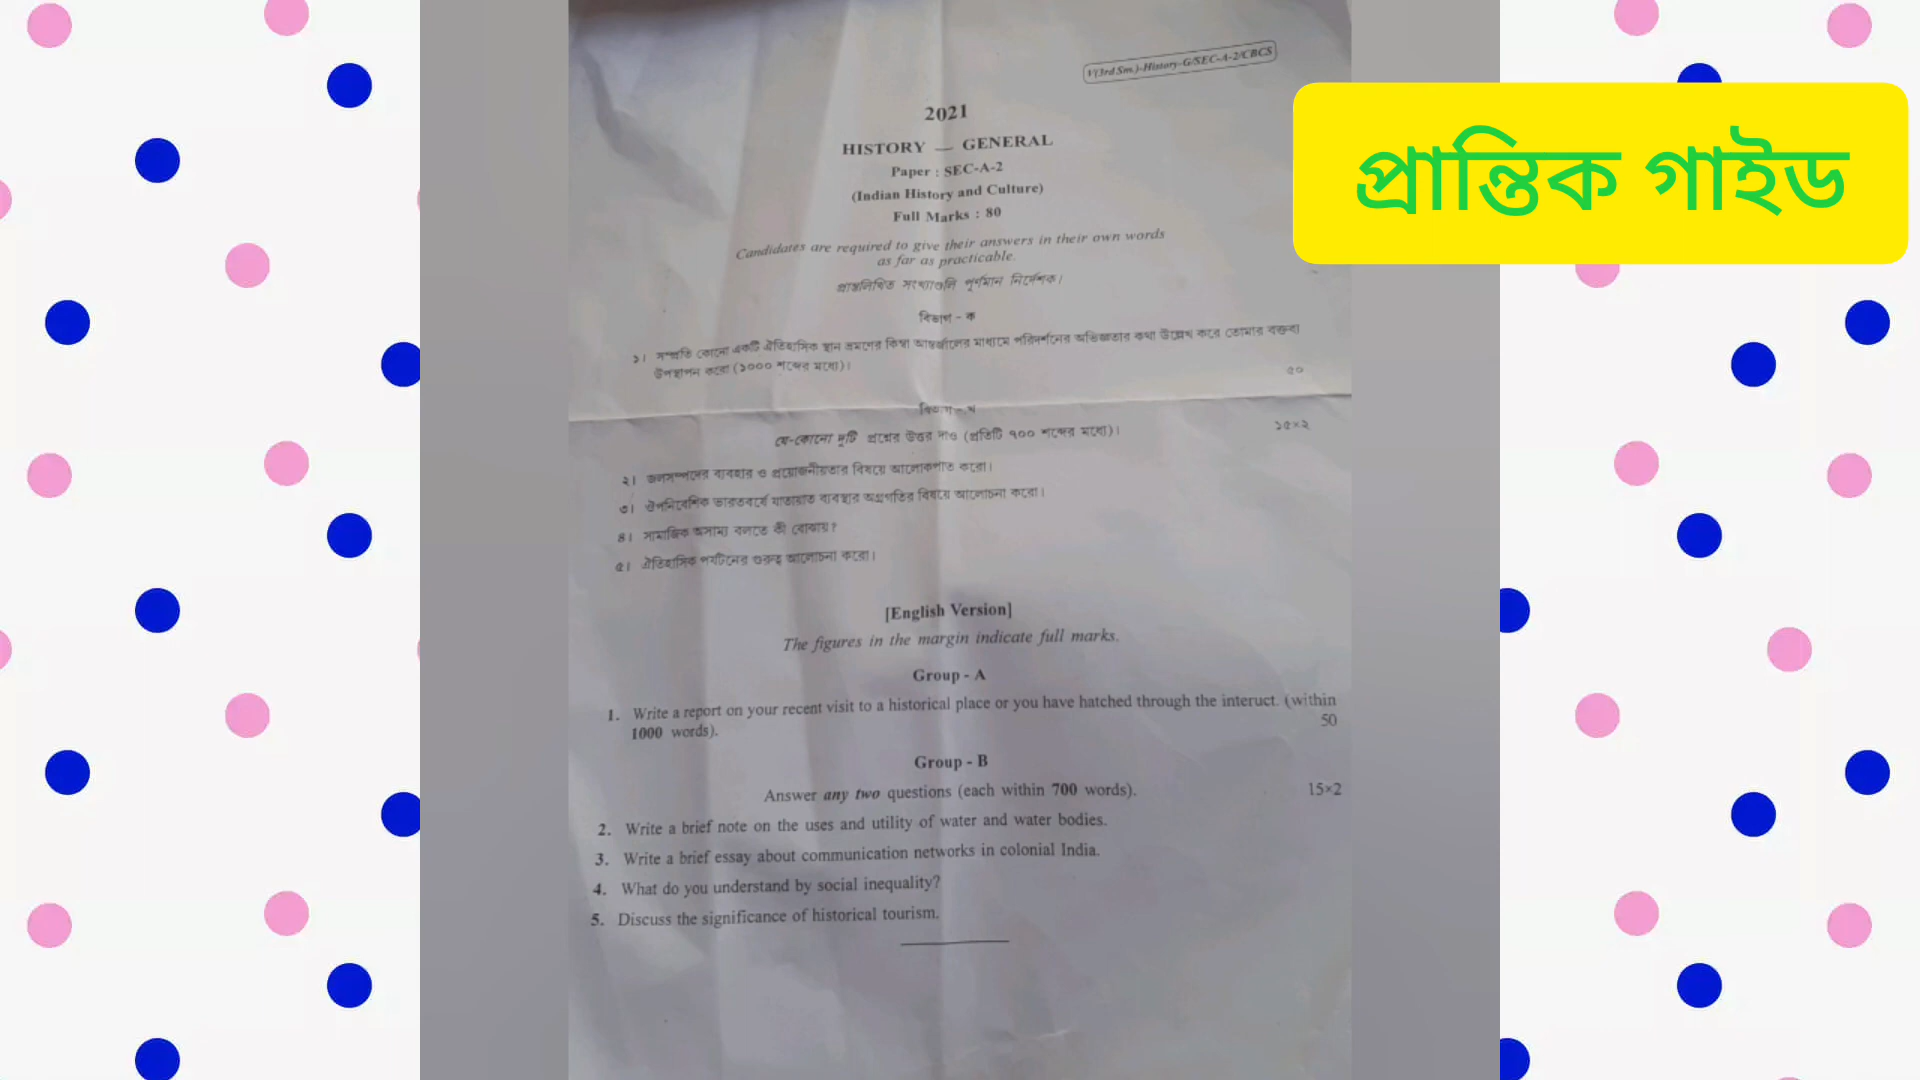 V(3rd Sm.)-History-G/SEC-A-2/CBCS
প্রান্তিক গাইড
2021
HISTORY — GENERAL
Paper : SEC-A-2
(Indian History and Culture)
Full Marks : 80
Candidates are required to give their answers in their own words
as far as practicable.
প্রান্তলিখিত সংখ্যাগুলি পূর্ণমান নির্দেশক।
বিভাগ - ক
১। সম্প্রতি কোনো একটি ঐতিহাসিক স্থান ভ্রমণের কিম্বা আন্তর্জালের মাধ্যমে পরিদর্শনের অভিজ্ঞতার কথা উল্লেখ করে তোমার বক্তব্য
উপস্থাপন করো (১০০০ শব্দের মধ্যে)।
৫০
বিভাগ - খ
যে-কোনো দুটি প্রশ্নের উত্তর দাও (প্রতিটি ৭০০ শব্দের মধ্যে)। ১৫×২
২। জলসম্পদের ব্যবহার ও প্রয়োজনীয়তার বিষয়ে আলোকপাত করো।
৩। ঔপনিবেশিক ভারতবর্ষে যাতায়াত ব্যবস্থার অগ্রগতির বিষয়ে আলোচনা করো।
৪। সামাজিক অসাম্য বলতে কী বোঝায়?
৫। ঐতিহাসিক পর্যটনের গুরুত্ব আলোচনা করো।
[English Version]
The figures in the margin indicate full marks.
Group - A
1. Write a report on your recent visit to a historical place or you have hatched through the interuct. (within
1000 words). 50
Group - B
Answer any two questions (each within 700 words). 15×2
2. Write a brief note on the uses and utility of water and water bodies.
3. Write a brief essay about communication networks in colonial India.
4. What do you understand by social inequality?
5. Discuss the significance of historical tourism.